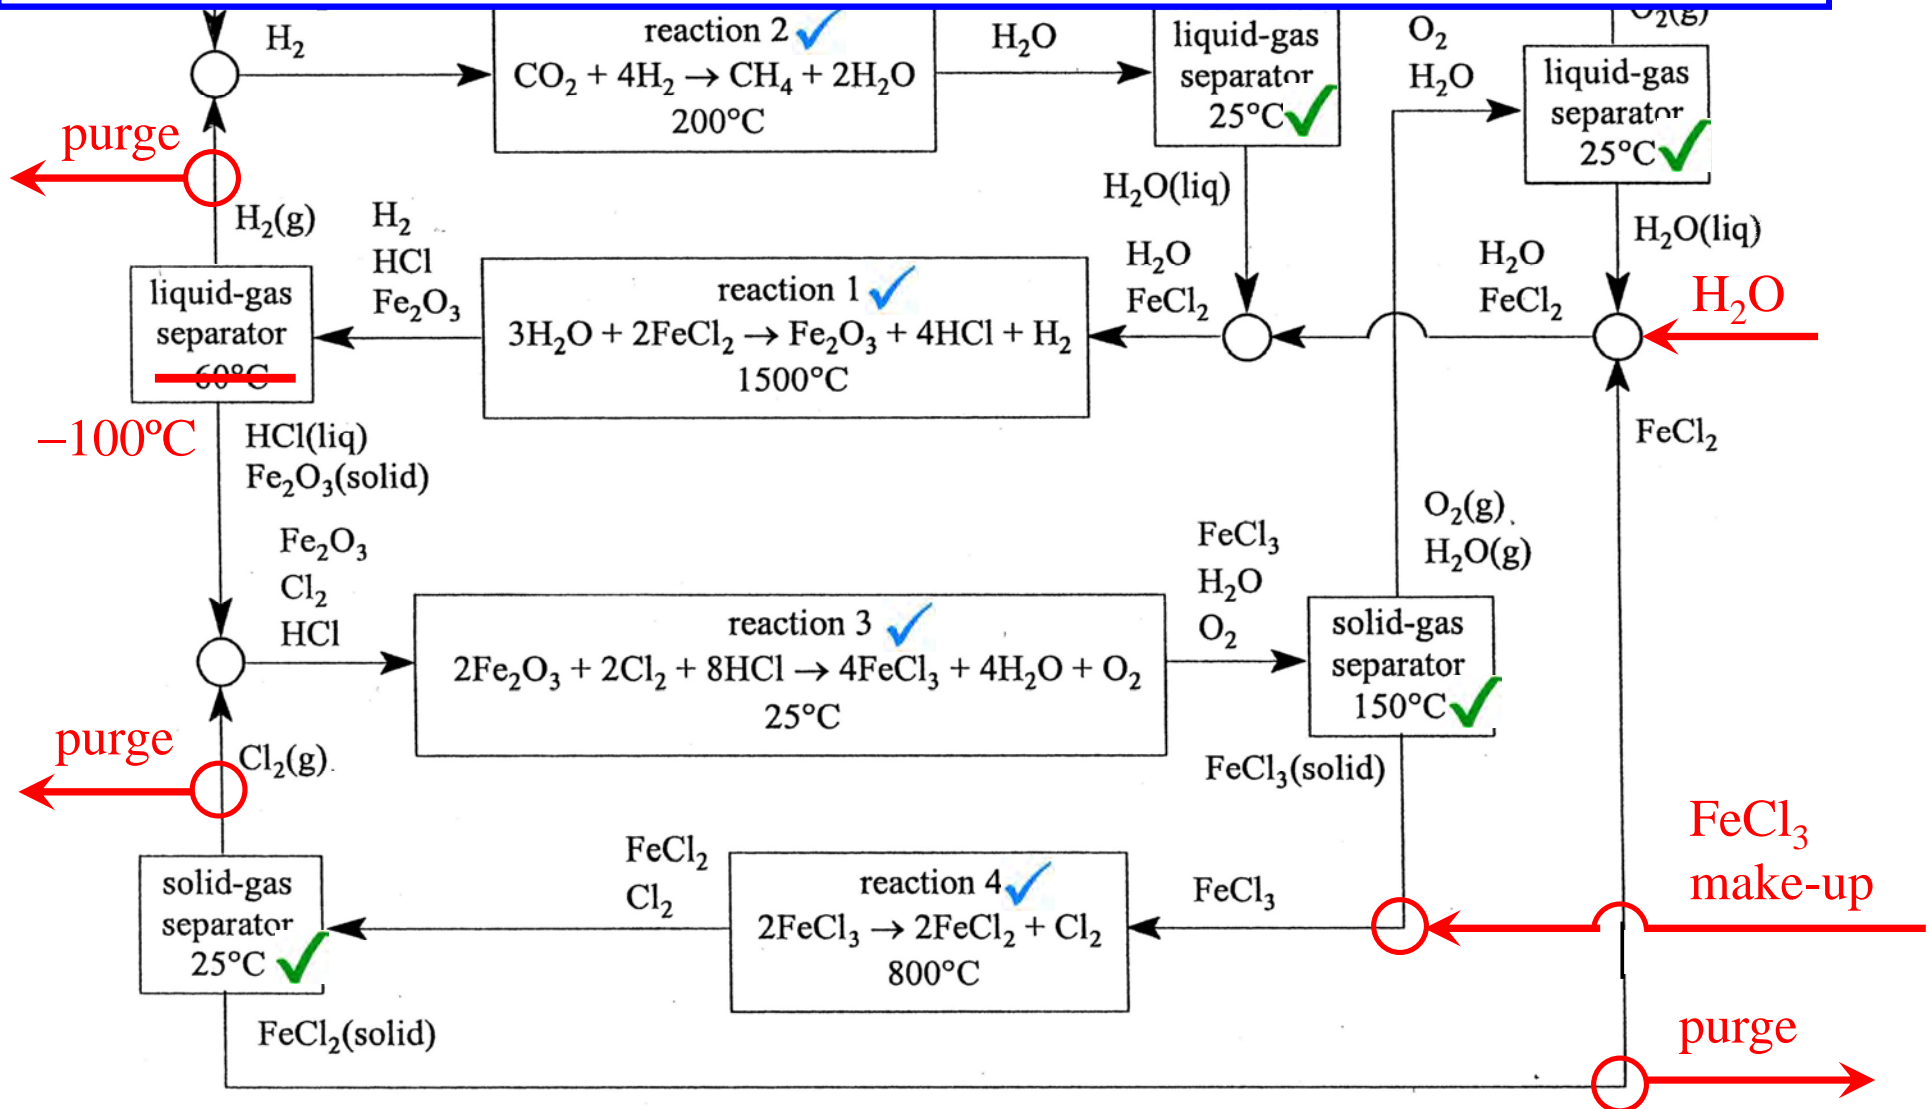 H₂
reaction 2
CO₂ + 4H₂ → CH₄ + 2H₂O
200°C
H₂O
liquid-gas
separator
25°C
O₂
H₂O
O₂(g)
liquid-gas
separator
25°C
purge
H₂(g)
H₂
HCl
Fe₂O₃
liquid-gas
separator
60°C
–100°C
reaction 1
3H₂O + 2FeCl₂ → Fe₂O₃ + 4HCl + H₂
1500°C
H₂O(liq)
H₂O
FeCl₂
H₂O
FeCl₂
H₂O(liq)
H₂O
FeCl₂
HCl(liq)
Fe₂O₃(solid)
Fe₂O₃
Cl₂
HCl
reaction 3
2Fe₂O₃ + 2Cl₂ + 8HCl → 4FeCl₃ + 4H₂O + O₂
25°C
FeCl₃
H₂O
O₂
O₂(g)
H₂O(g)
solid-gas
separator
150°C
purge
Cl₂(g)
FeCl₃(solid)
FeCl₃
make-up
solid-gas
separator
25°C
FeCl₂
Cl₂
reaction 4
2FeCl₃ → 2FeCl₂ + Cl₂
800°C
FeCl₃
FeCl₂(solid)
purge